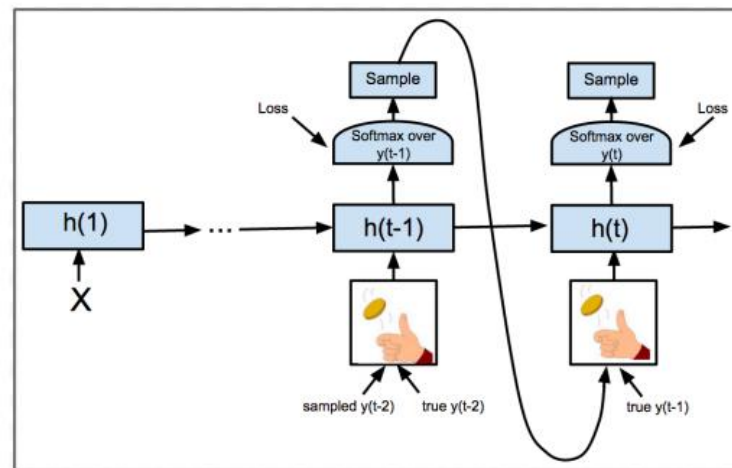 Sample
Sample
Loss
Softmax over
y(t-1)
Softmax over
y(t)
Loss
h(1)
...
h(t-1)
h(t)
X
sampled y(t-2)
true y(t-2)
true y(t-1)